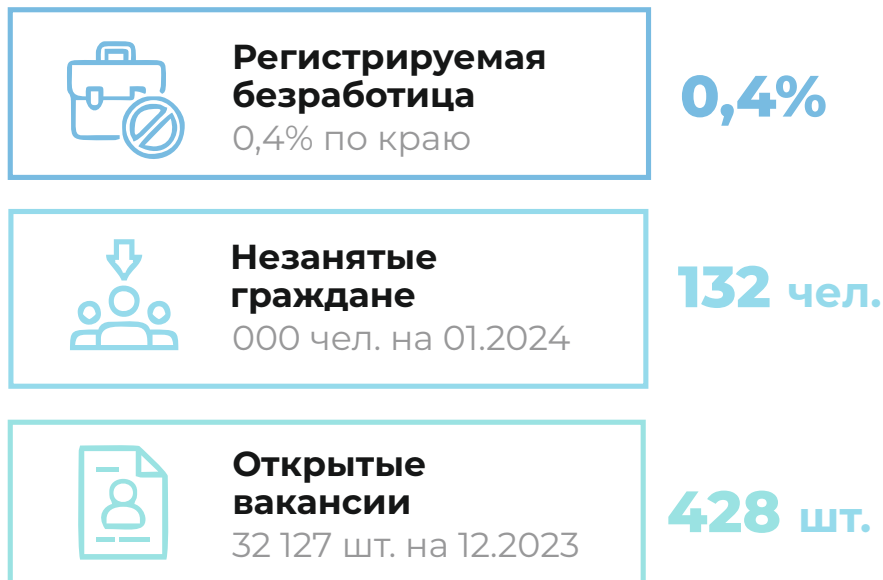 Регистрируемая
безработица
0,4% по краю
0,4%
Незанятые
граждане
000 чел. на 01.2024
132 чел.
Открытые
вакансии
32 127 шт. на 12.2023
428 шт.